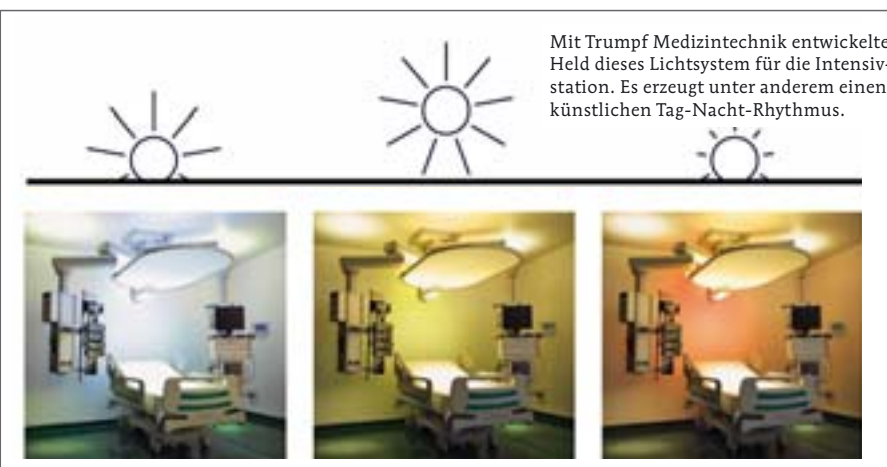 Mit Trumpf Medizintechnik entwickelte
Held dieses Lichtsystem für die Intensiv-
station. Es erzeugt unter anderem einen
künstlichen Tag-Nacht-Rhythmus.